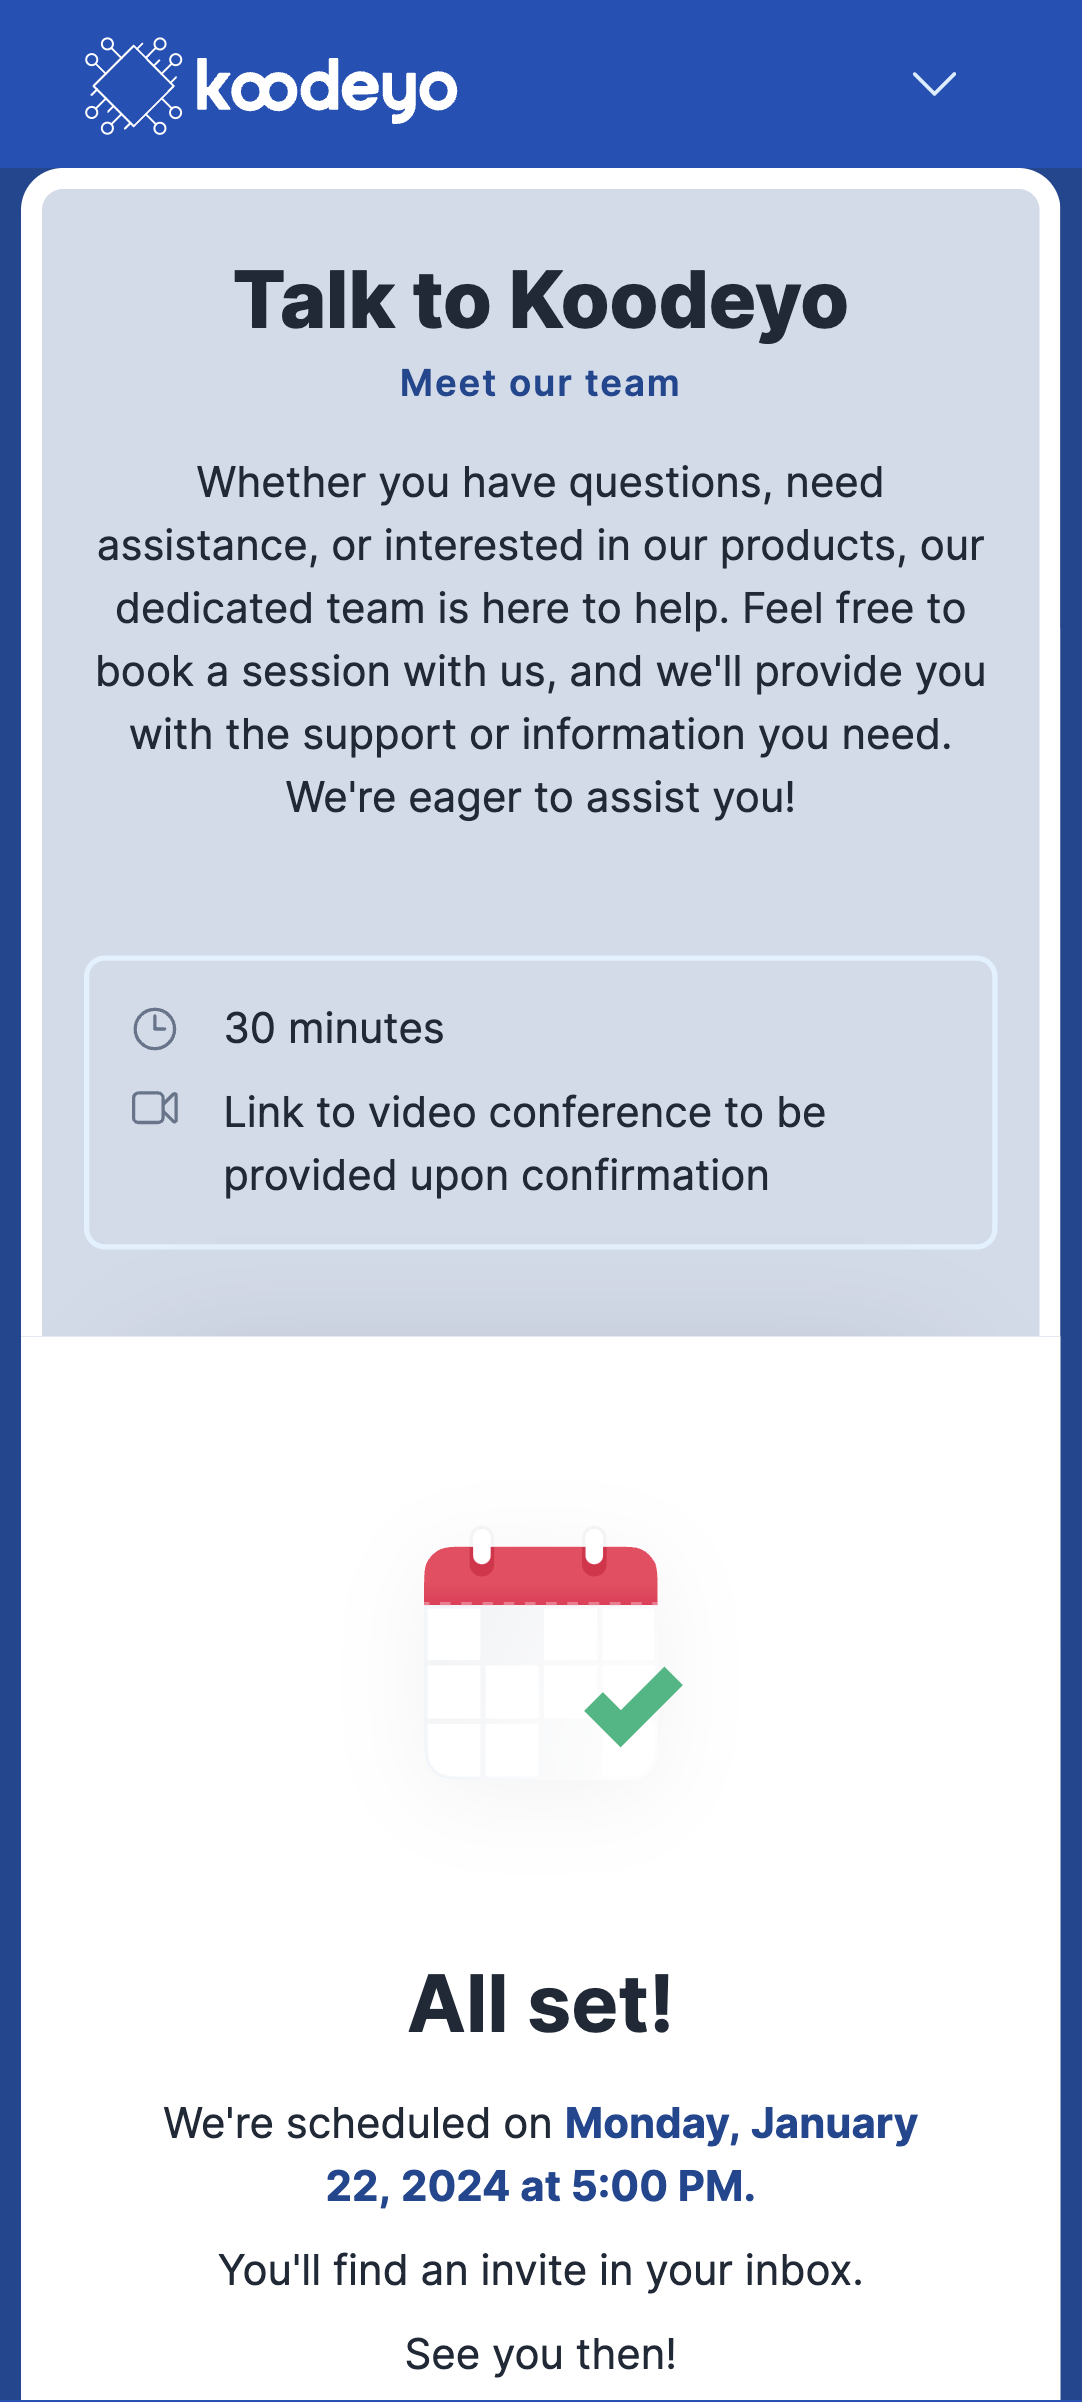 koodeyo
Talk to Koodeyo
Meet our team
Whether you have questions, need
assistance, or interested in our products, our
dedicated team is here to help. Feel free to
book a session with us, and we'll provide you
with the support or information you need.
We're eager to assist you!
30 minutes
Link to video conference to be
provided upon confirmation
All set!
We're scheduled on Monday, January
22, 2024 at 5:00 PM.
You'll find an invite in your inbox.
See you then!